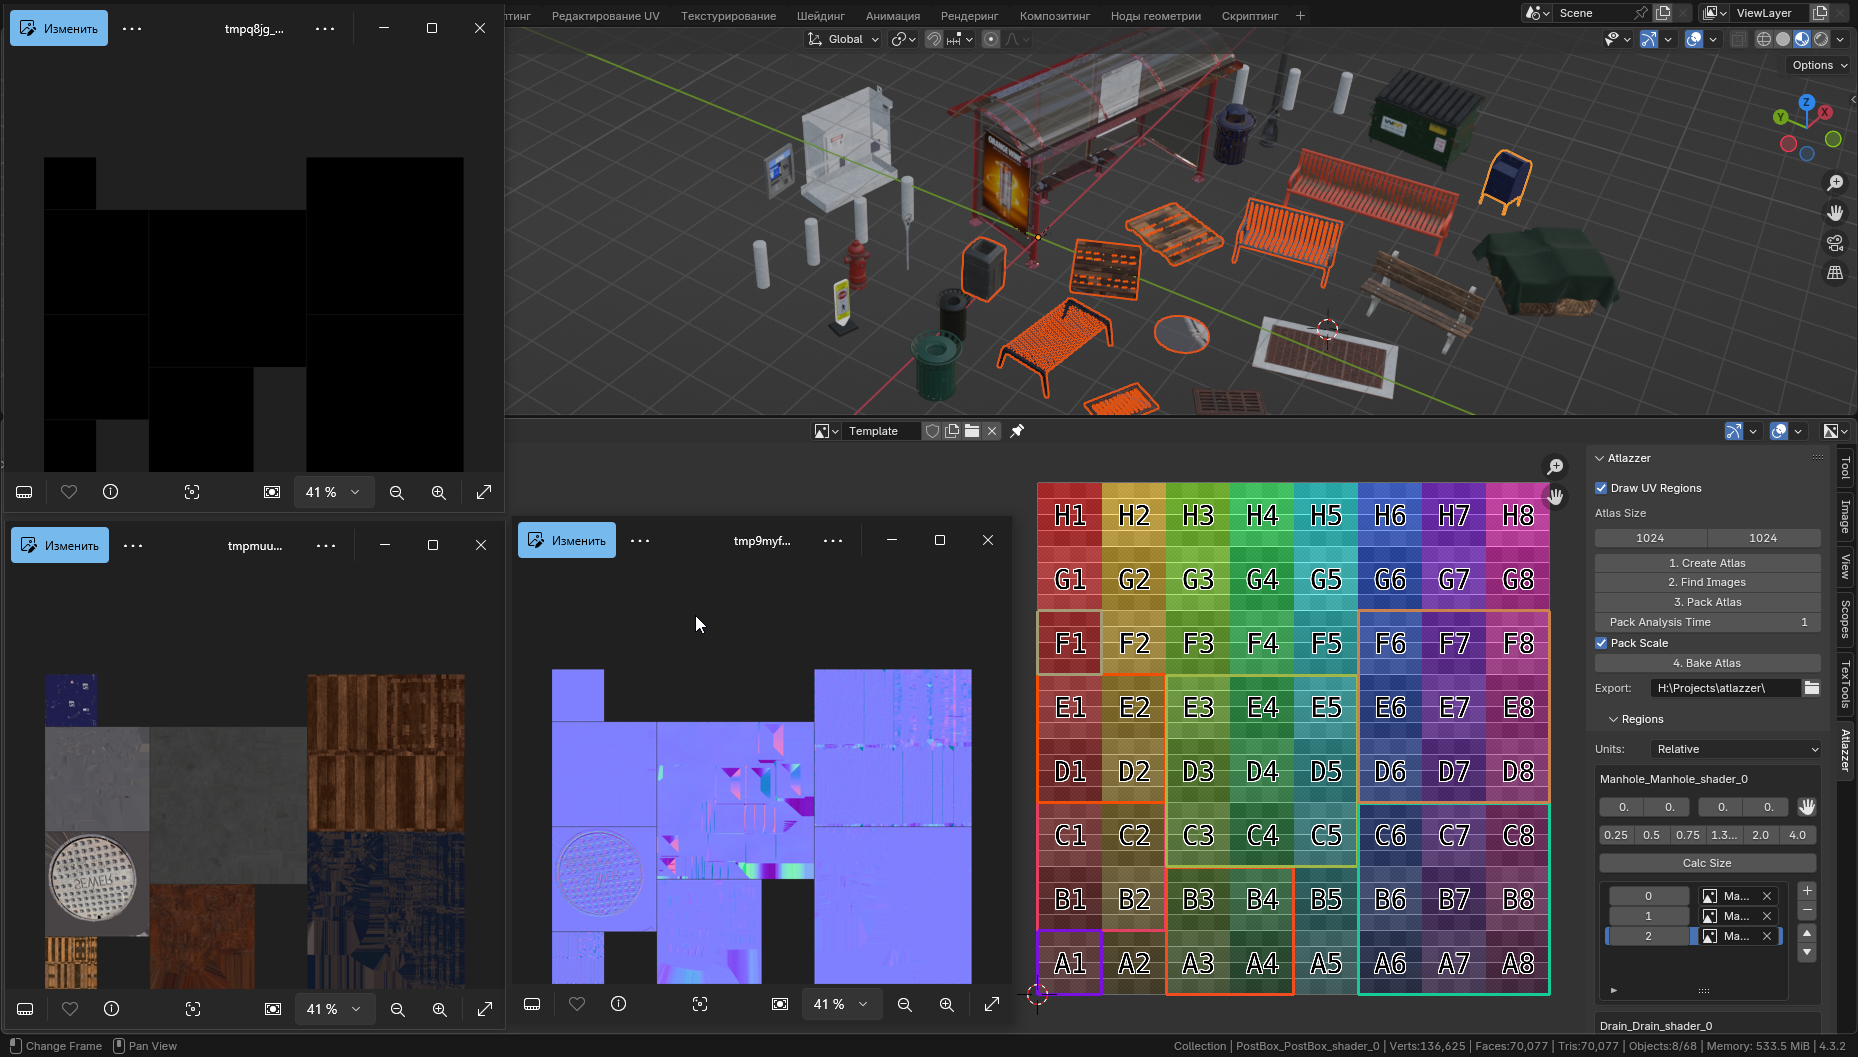 Изменить
tmpq8jg_...
тинг
Редактирование UV
Текстурирование
Шейдинг
Анимация
Рендеринг
Композитинг
Ноды геометрии
Скриптинг
Scene
ViewLayer
Global
Options
Z
Y
X
41 %
Template
Изменить
tmpmuu...
SEWER
41 %
Изменить
tmp9myf...
41 %
H1 H2 H3 H4 H5 H6 H7 H8
G1 G2 G3 G4 G5 G6 G7 G8
F1 F2 F3 F4 F5 F6 F7 F8
E1 E2 E3 E4 E5 E6 E7 E8
D1 D2 D3 D4 D5 D6 D7 D8
C1 C2 C3 C4 C5 C6 C7 C8
B1 B2 B3 B4 B5 B6 B7 B8
A1 A2 A3 A4 A5 A6 A7 A8
Atlazzer
Draw UV Regions
Atlas Size
1024 1024
1. Create Atlas
2. Find Images
3. Pack Atlas
Pack Analysis Time 1
Pack Scale
4. Bake Atlas
Export: H:\Projects\atlazzer\
Regions
Units: Relative
Manhole_Manhole_shader_0
0. 0. 0. 0.
0.25 0.5 0.75 1.3... 2.0 4.0
Calc Size
0 Ma...
1 Ma...
2 Ma...
Drain_Drain_shader_0
Tool
Image
View
Scopes
TexTools
Atlazzer
Change Frame
Pan View
Collection | PostBox_PostBox_shader_0 | Verts:136,625 | Faces:70,077 | Tris:70,077 | Objects:8/68 | Memory: 533.5 MiB | 4.3.2